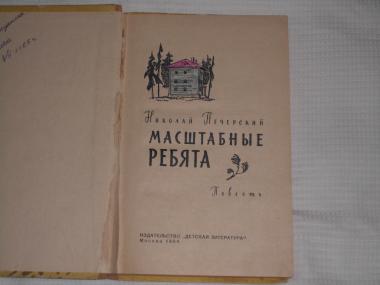 Николай Печерский
МАСШТАБНЫЕ
РЕБЯТА
Повесть
ИЗДАТЕЛЬСТВО „ДЕТСКАЯ ЛИТЕРАТУРА“
Москва 1964